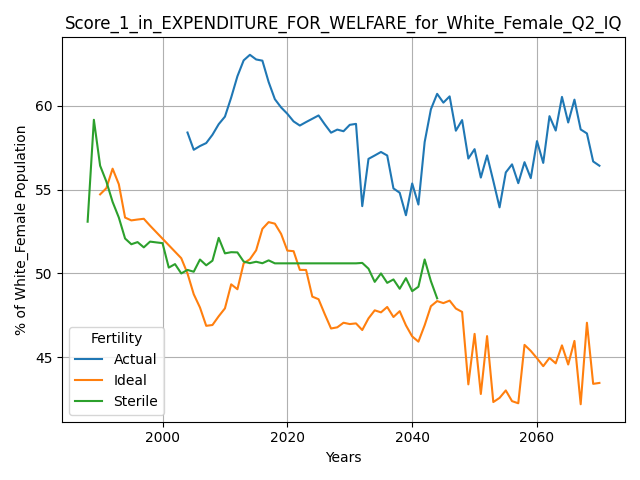 Score_1_in_EXPENDITURE_FOR_WELFARE_for_White_Female_Q2_IQ
% of White_Female Population
60
55
50
45
Fertility
Actual
Ideal
Sterile
2000
2020
2040
2060
Years